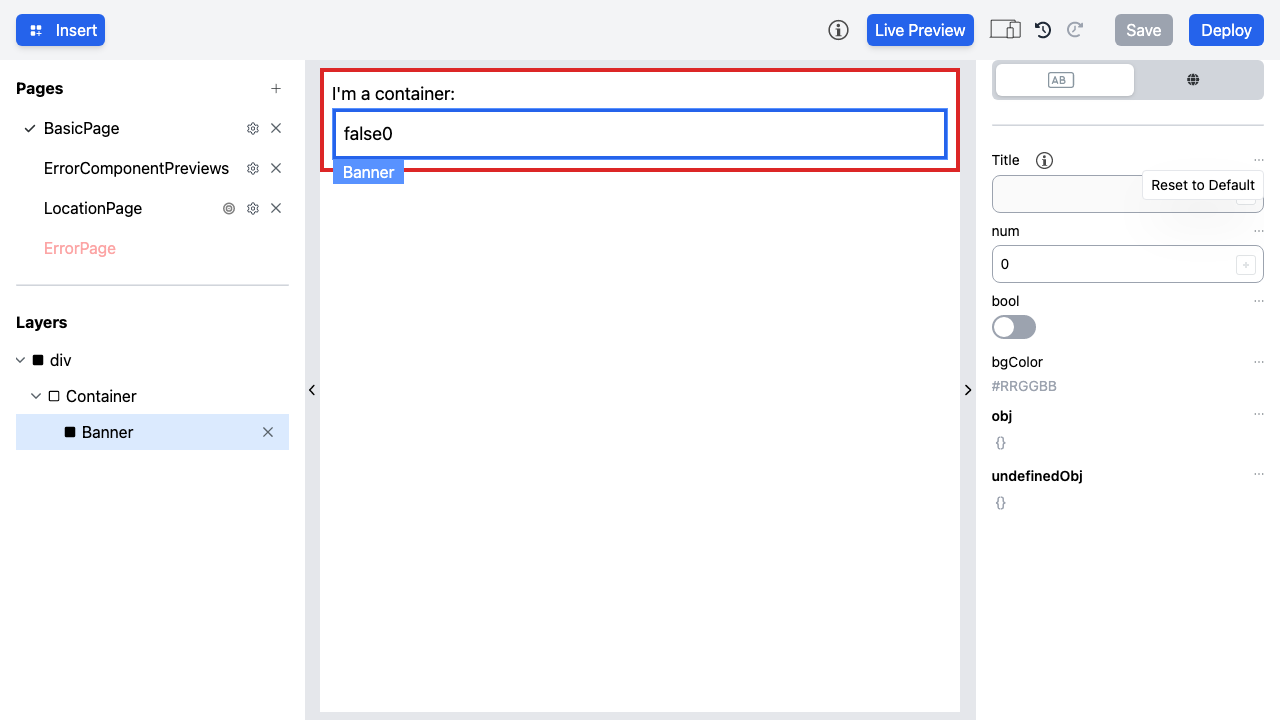 Insert
Live Preview
Save
Deploy
Pages
BasicPage
ErrorComponentPreviews
LocationPage
ErrorPage
Layers
div
Container
Banner
I'm a container:
false0
Banner
AB
Title
Reset to Default
num
0
bool
bgColor
#RRGGBB
obj
{}
undefinedObj
{}